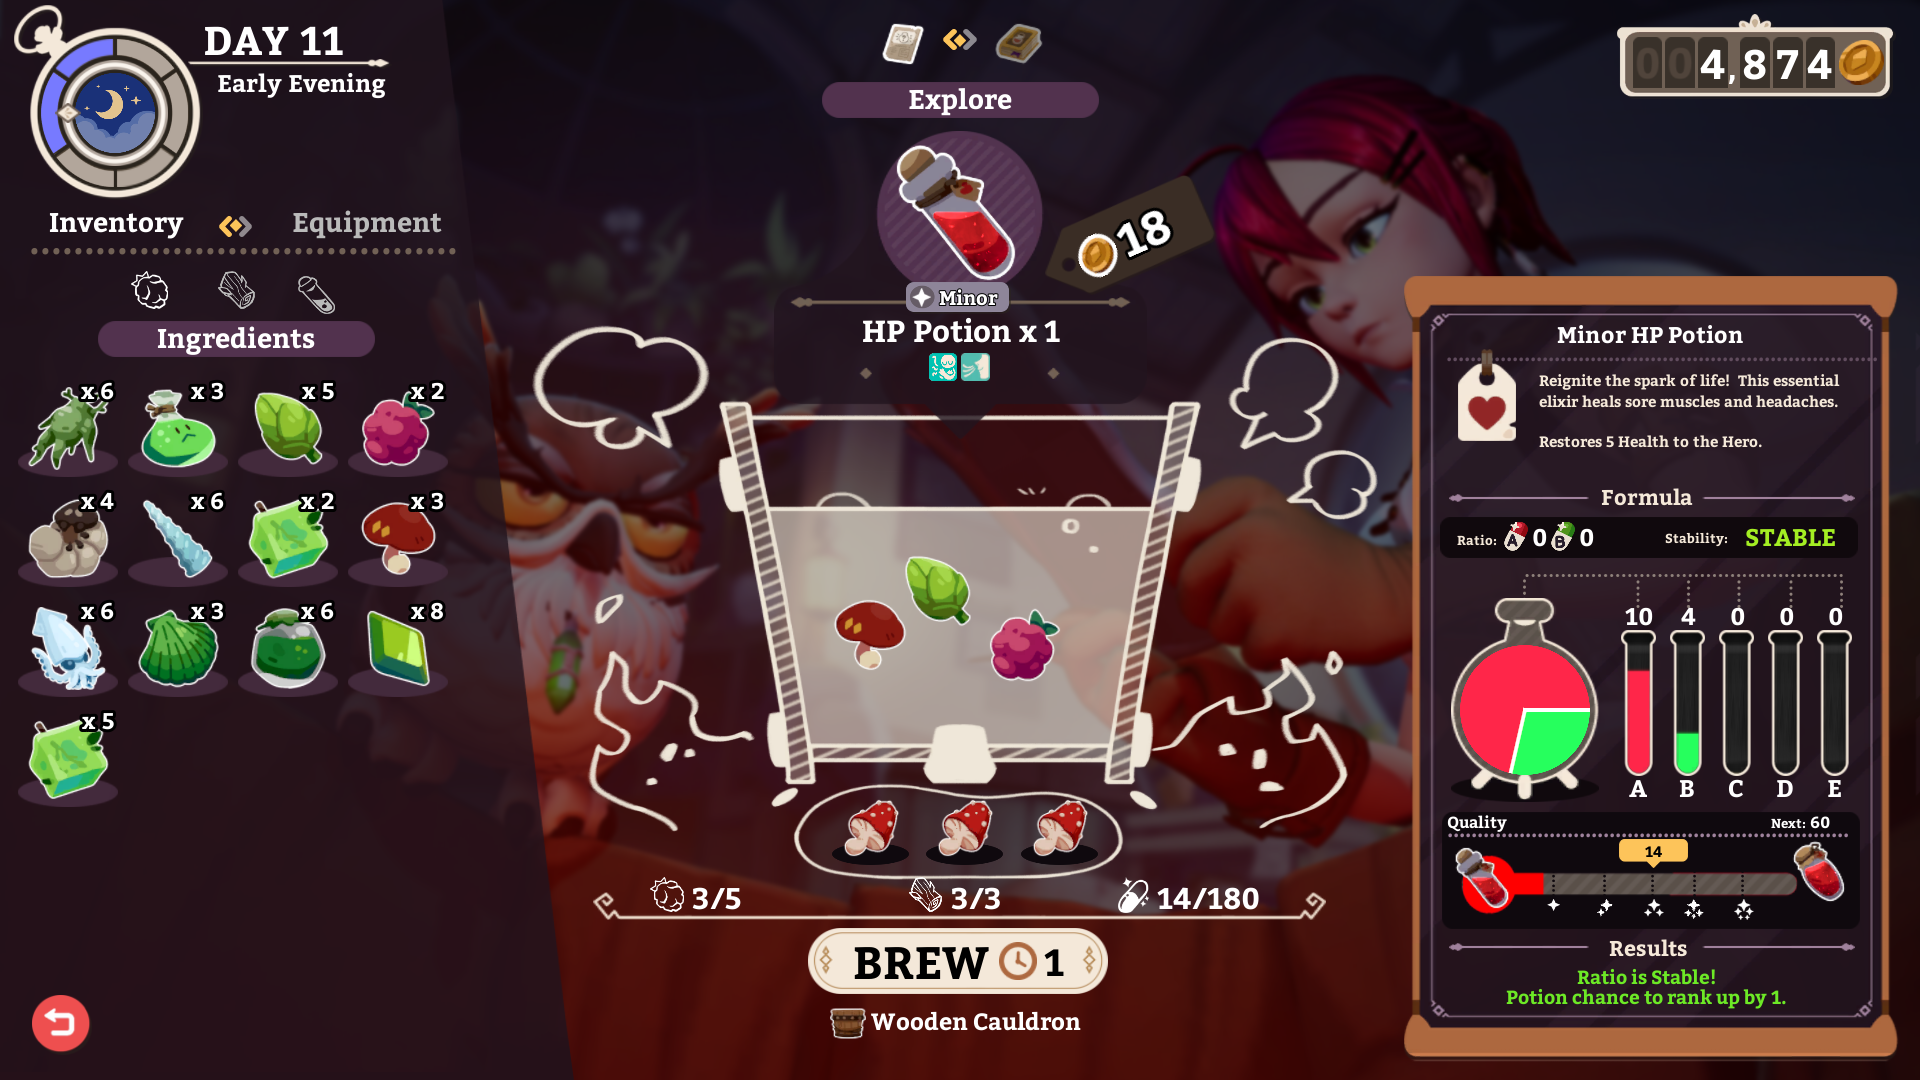 DAY 11
Early Evening
Inventory
Equipment
Ingredients
x 6
x 3
x 5
x 2
x 4
x 6
x 2
x 3
x 6
x 3
x 6
x 8
x 5
Explore
18
Minor
HP Potion x 1
3/5
3/3
14/180
BREW 1
Wooden Cauldron
004,874
Minor HP Potion
Reignite the spark of life! This essential
elixir heals sore muscles and headaches.
Restores 5 Health to the Hero.
Formula
Ratio: A 0 B 0
Stability: STABLE
10 4 0 0 0
A B C D E
Quality
Next: 60
14
Results
Ratio is Stable!
Potion chance to rank up by 1.